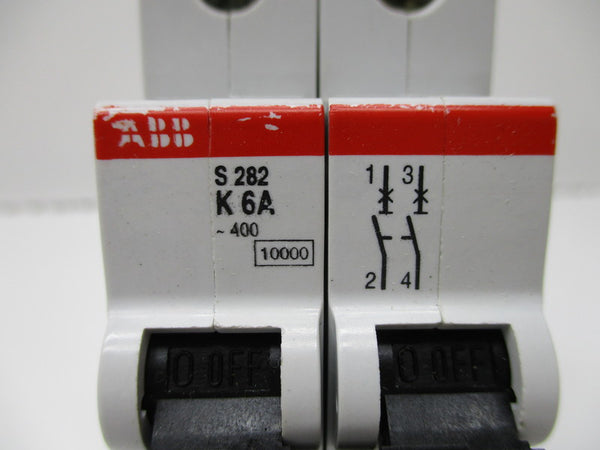 ABB
S 282
K 6A
~ 400
10000
1 3
2 4
O OFF
O OFF